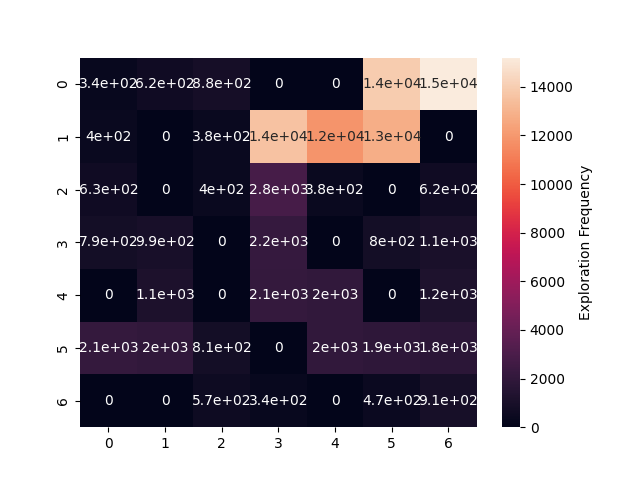 0 3.4e+02 6.2e+02 8.8e+02 0 0 1.4e+04 1.5e+04
1 4e+02 0 3.8e+02 1.4e+04 1.2e+04 1.3e+04 0
2 6.3e+02 0 4e+02 2.8e+03 3.8e+02 0 6.2e+02
3 7.9e+02 9.9e+02 0 2.2e+03 0 8e+02 1.1e+03
4 0 1.1e+03 0 2.1e+03 2e+03 0 1.2e+03
5 2.1e+03 2e+03 8.1e+02 0 2e+03 1.9e+03 1.8e+03
6 0 0 5.7e+02 3.4e+02 0 4.7e+02 9.1e+02
0 1 2 3 4 5 6
14000
12000
10000
8000
6000
4000
2000
0
Exploration Frequency